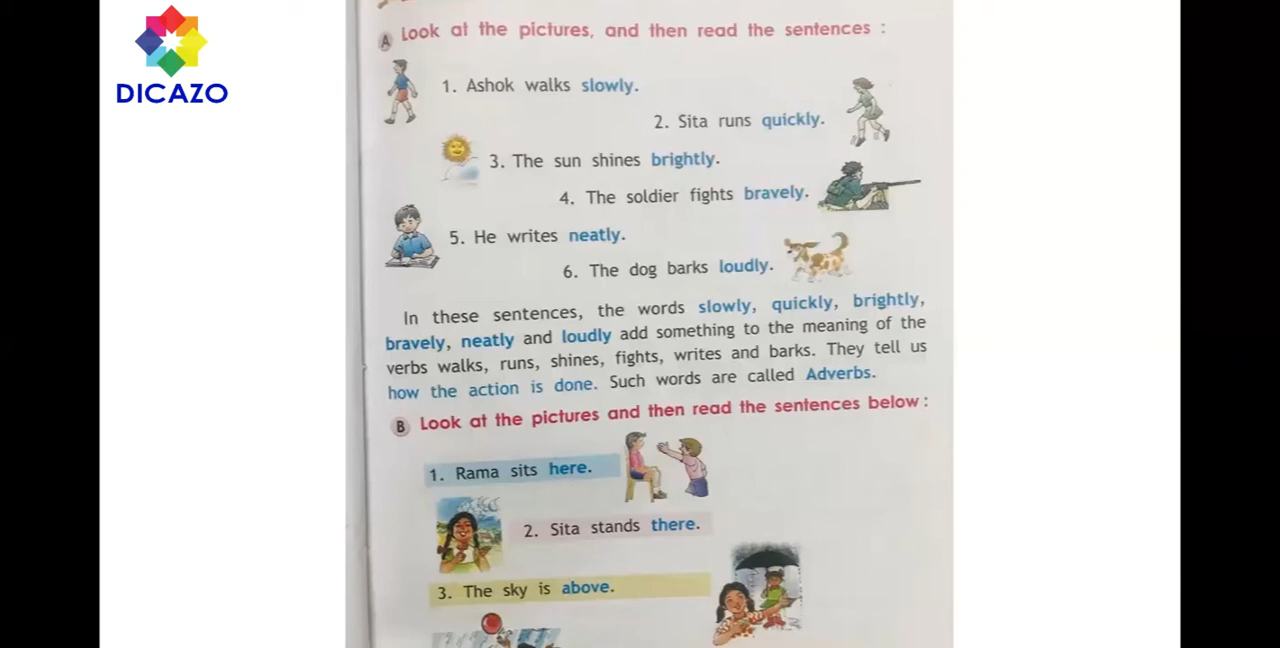 DICAZO
A Look at the pictures, and then read the sentences :
1. Ashok walks slowly.
2. Sita runs quickly.
3. The sun shines brightly.
4. The soldier fights bravely.
5. He writes neatly.
6. The dog barks loudly.
In these sentences, the words slowly, quickly, brightly,
bravely, neatly and loudly add something to the meaning of the
verbs walks, runs, shines, fights, writes and barks. They tell us
how the action is done. Such words are called Adverbs.
B Look at the pictures and then read the sentences below :
1. Rama sits here.
2. Sita stands there.
3. The sky is above.